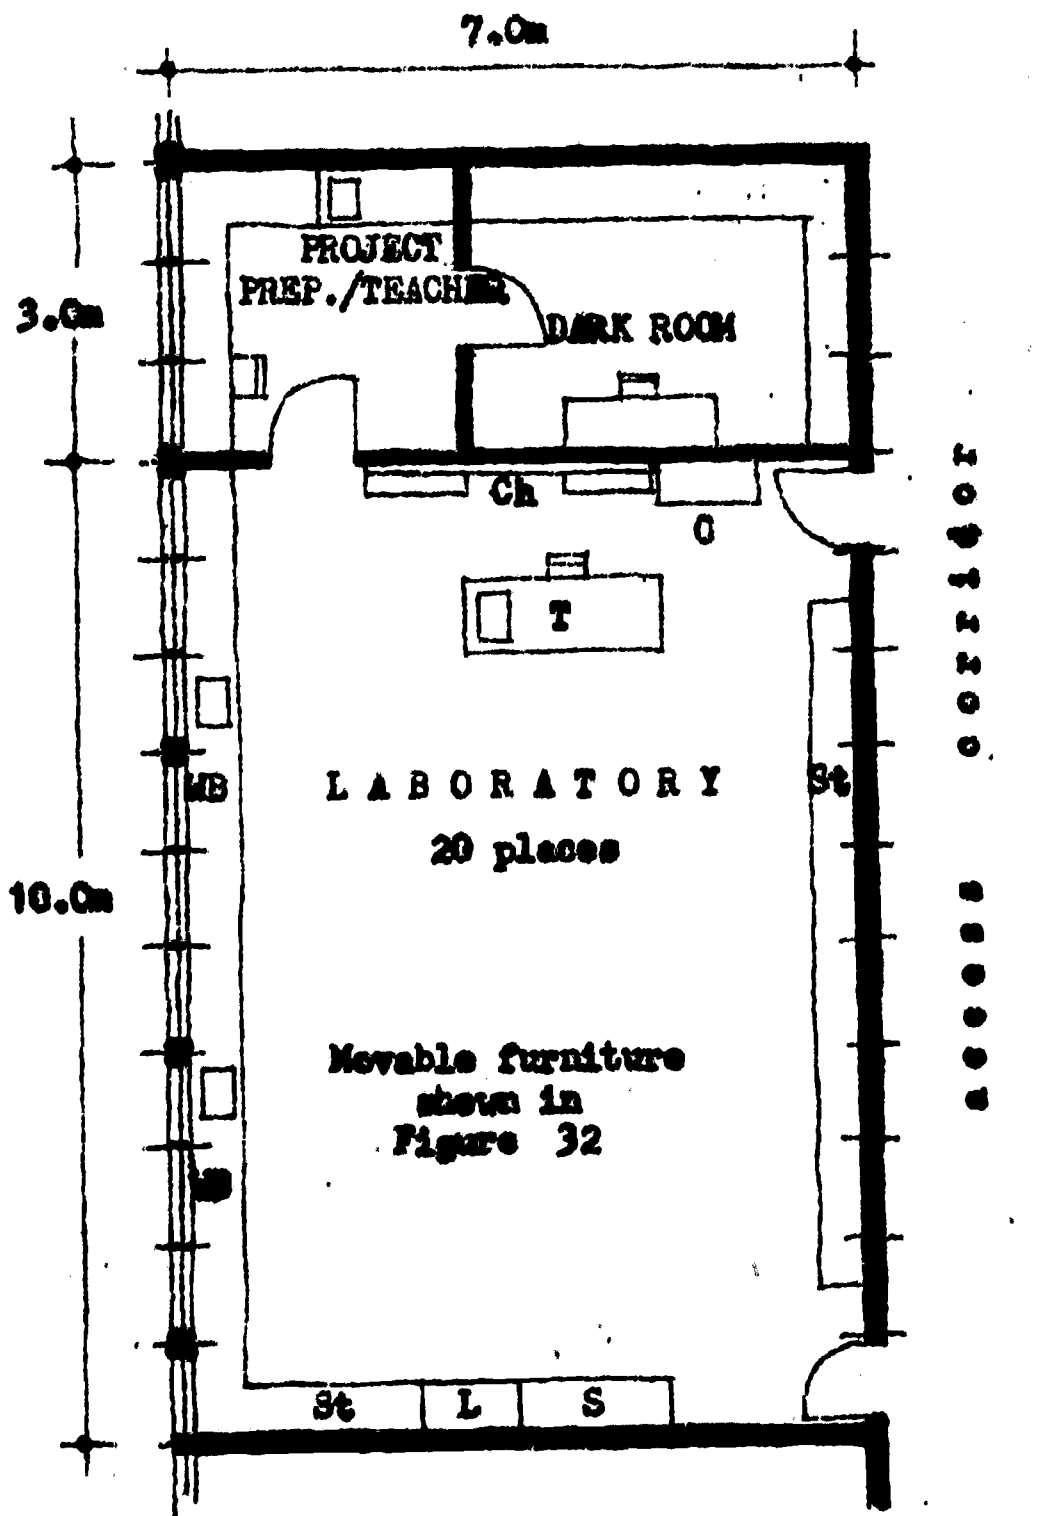 7.0m
PROJECT
PREP./TEACHER
3.0m
DARK ROOM
Ch
C
T
corridor
WB
LABORATORY
St
20 places
10.0m
access
Movable furniture
shown in
Figure 32
WB
St
L
S